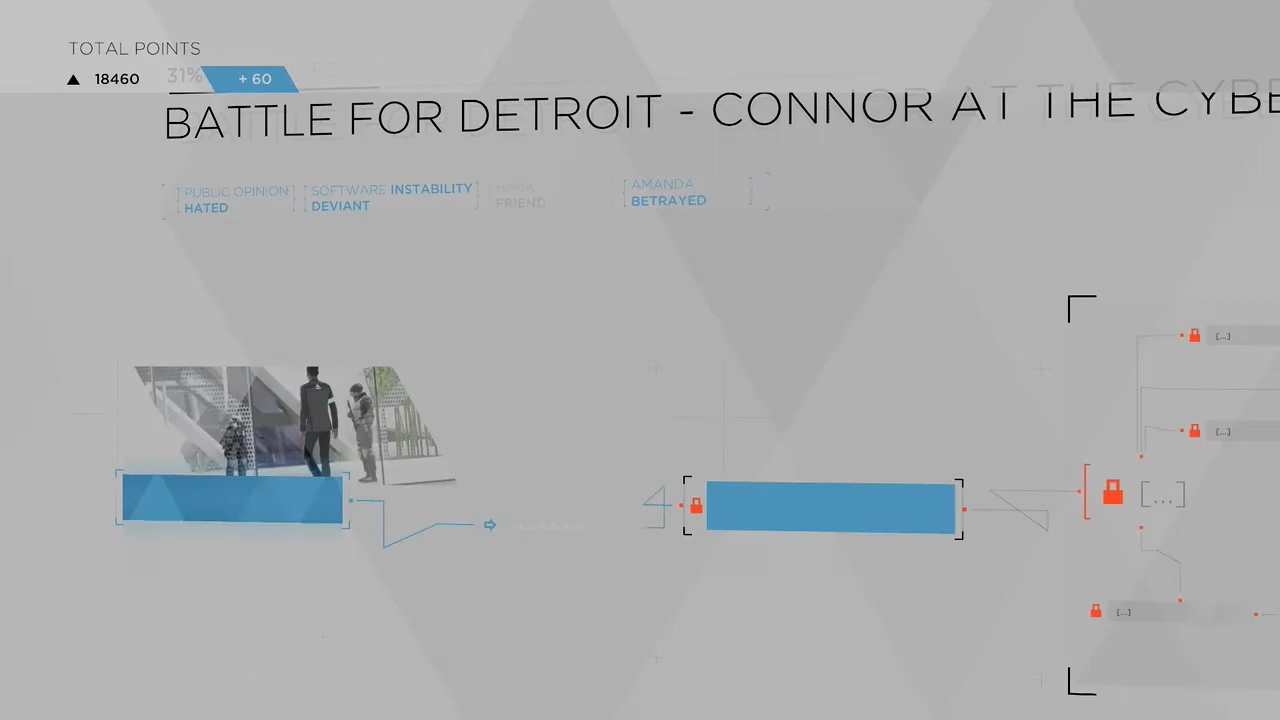 TOTAL POINTS
▲ 18460 31% + 60
BATTLE FOR DETROIT - CONNOR AT THE CYBE
PUBLIC OPINION
HATED
SOFTWARE INSTABILITY
DEVIANT
HANK
FRIEND
AMANDA
BETRAYED
[...]
[...]
[...]
[...]